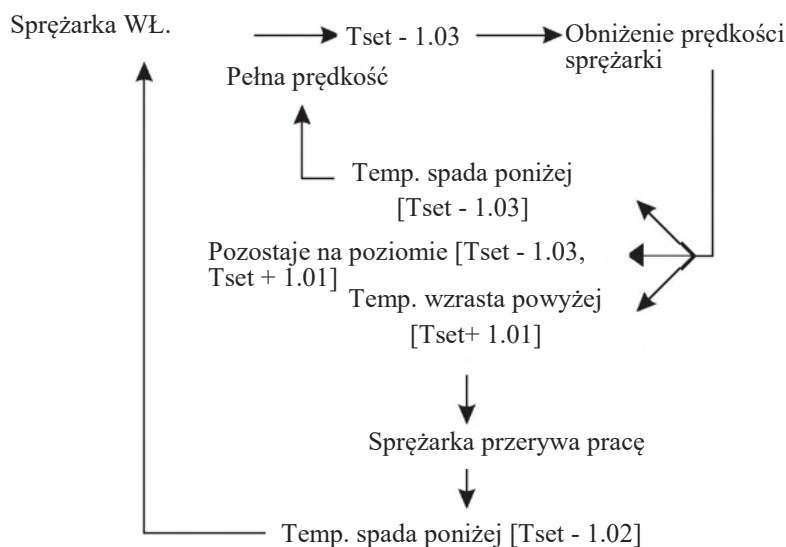 Sprężarka WŁ.
Tset - 1.03
Obniżenie prędkości
sprężarki
Pełna prędkość
Temp. spada poniżej
[Tset - 1.03]
Pozostaje na poziomie [Tset - 1.03,
Tset + 1.01]
Temp. wzrasta powyżej
[Tset+ 1.01]
Sprężarka przerywa pracę
Temp. spada poniżej [Tset - 1.02]